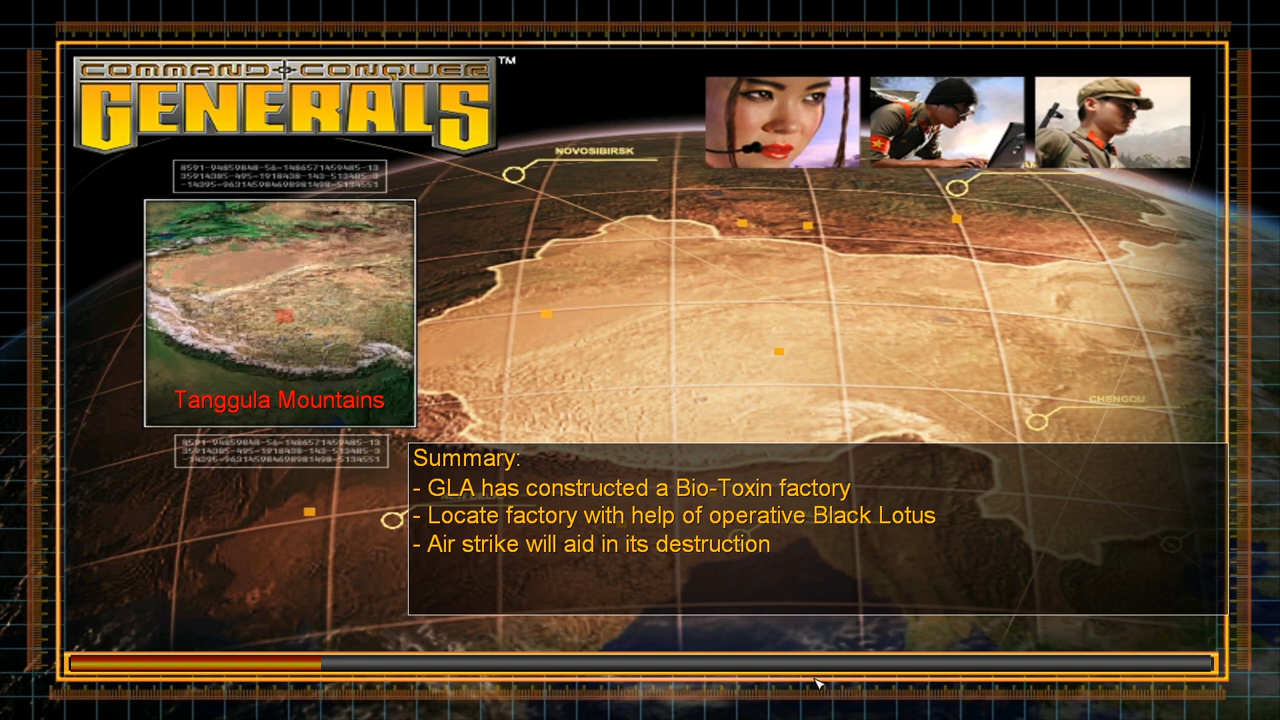 COMMAND & CONQUER ™
GENERALS
NOVOSIBIRSK
Tanggula Mountains
CHENGDU
Summary:
- GLA has constructed a Bio-Toxin factory
- Locate factory with help of operative Black Lotus
- Air strike will aid in its destruction